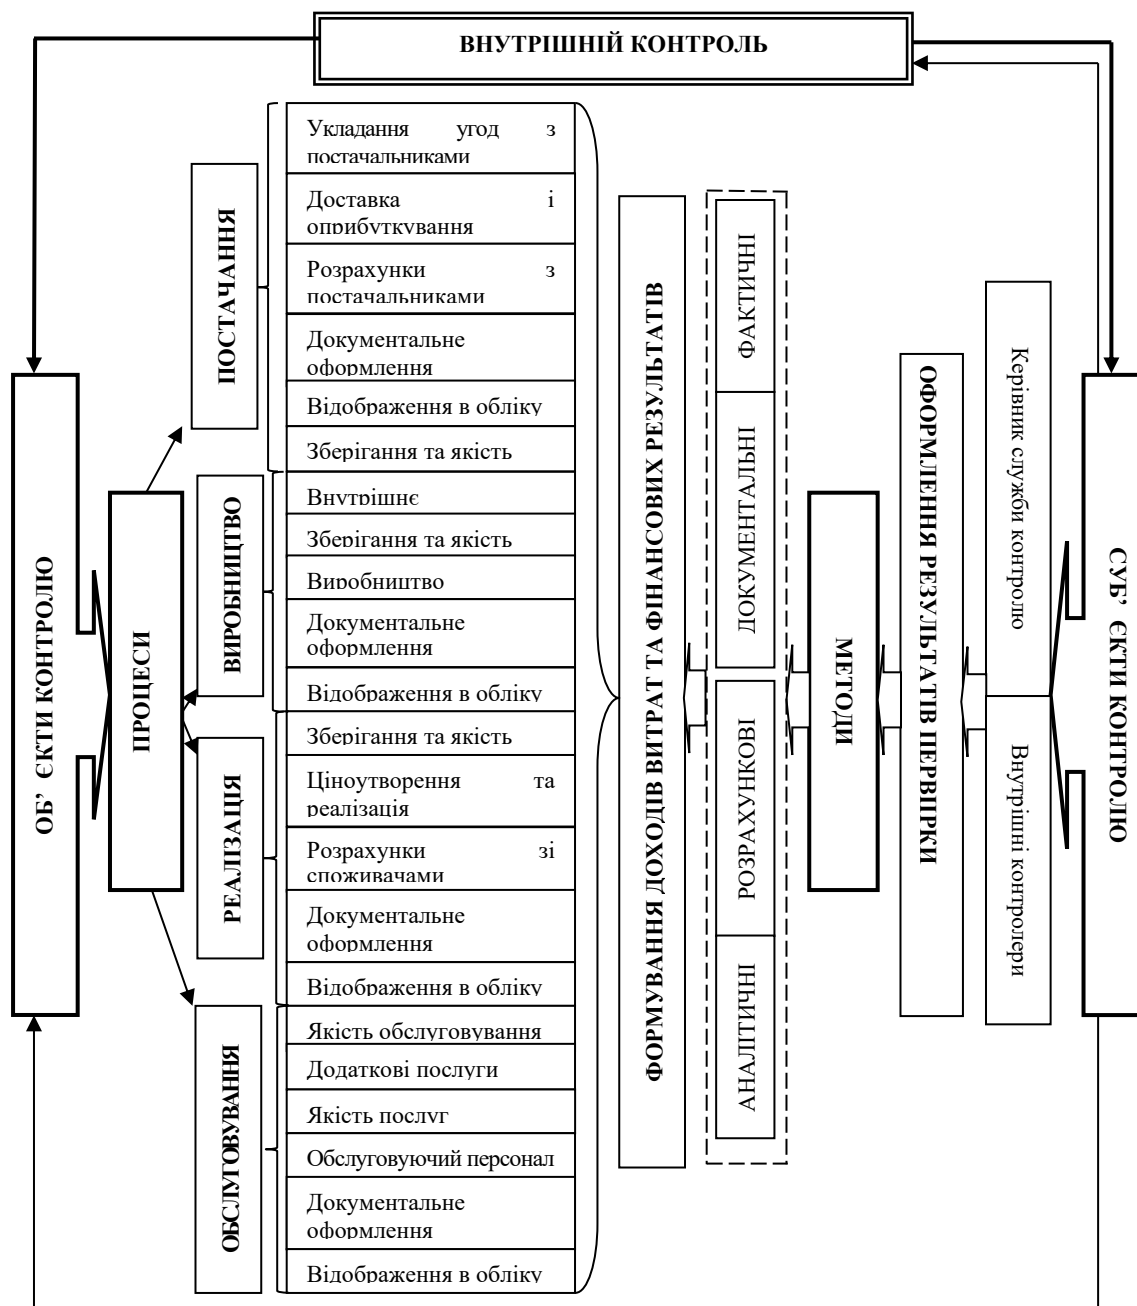 ВНУТРІШНІЙ КОНТРОЛЬ
ОБ’ ЄКТИ КОНТРОЛЮ
ПРОЦЕСИ
ПОСТАЧАННЯ
Укладання угод з
постачальниками
Доставка і
оприбуткування
Розрахунки з
постачальниками
Документальне
оформлення
Відображення в обліку
Зберігання та якість
ВИРОБНИЦТВО
Внутрішнє
Зберігання та якість
Виробництво
Документальне
оформлення
Відображення в обліку
РЕАЛІЗАЦІЯ
Зберігання та якість
Ціноутворення та
реалізація
Розрахунки зі
споживачами
Документальне
оформлення
Відображення в обліку
ОБСЛУГОВУВАННЯ
Якість обслуговування
Додаткові послуги
Якість послуг
Обслуговуючий персонал
Документальне
оформлення
Відображення в обліку
ФОРМУВАННЯ ДОХОДІВ ВИТРАТ ТА ФІНАНСОВИХ РЕЗУЛЬТАТІВ
ФАКТИЧНІ
ДОКУМЕНТАЛЬНІ
РОЗРАХУНКОВІ
АНАЛІТИЧНІ
МЕТОДИ
ОФОРМЛЕННЯ РЕЗУЛЬТАТІВ ПЕРВІРКИ
Керівник служби контролю
Внутрішні контролери
СУБ’ ЄКТИ КОНТРОЛЮ